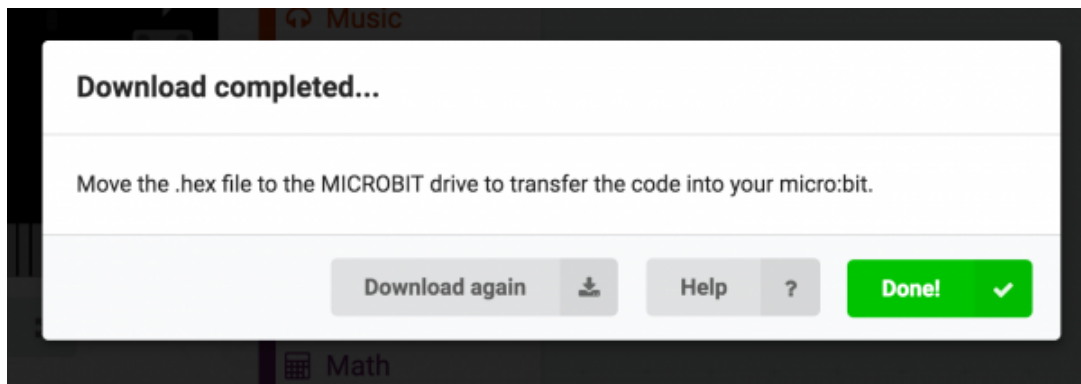 Music
Download completed...
Move the .hex file to the MICROBIT drive to transfer the code into your micro:bit.
Download again
Help ?
Done!
Math